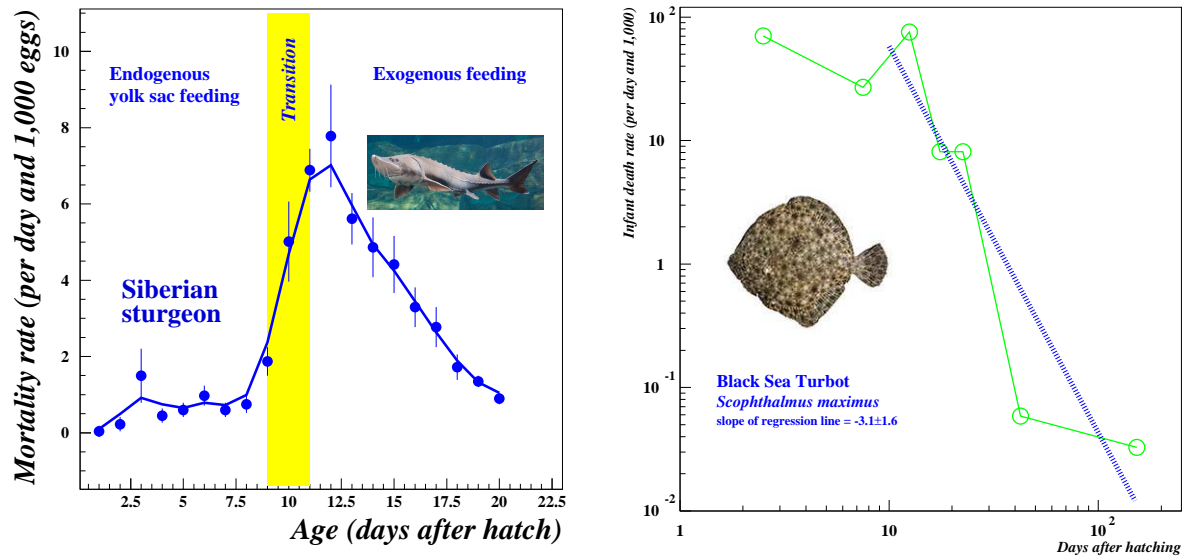 Mortality rate (per day and 1,000 eggs)
10
8
6
4
2
0
Endogenous
yolk sac feeding
Transition
Exogenous feeding
Siberian
sturgeon
2.5 5 7.5 10 12.5 15 17.5 20 22.5
Age (days after hatch)
Infant death rate (per day and 1,000)
10 2
10
1
10 -1
10 -2
Black Sea Turbot
Scophthalmus maximus
slope of regression line = -3.1±1.6
1 10 10 2
Days after hatching